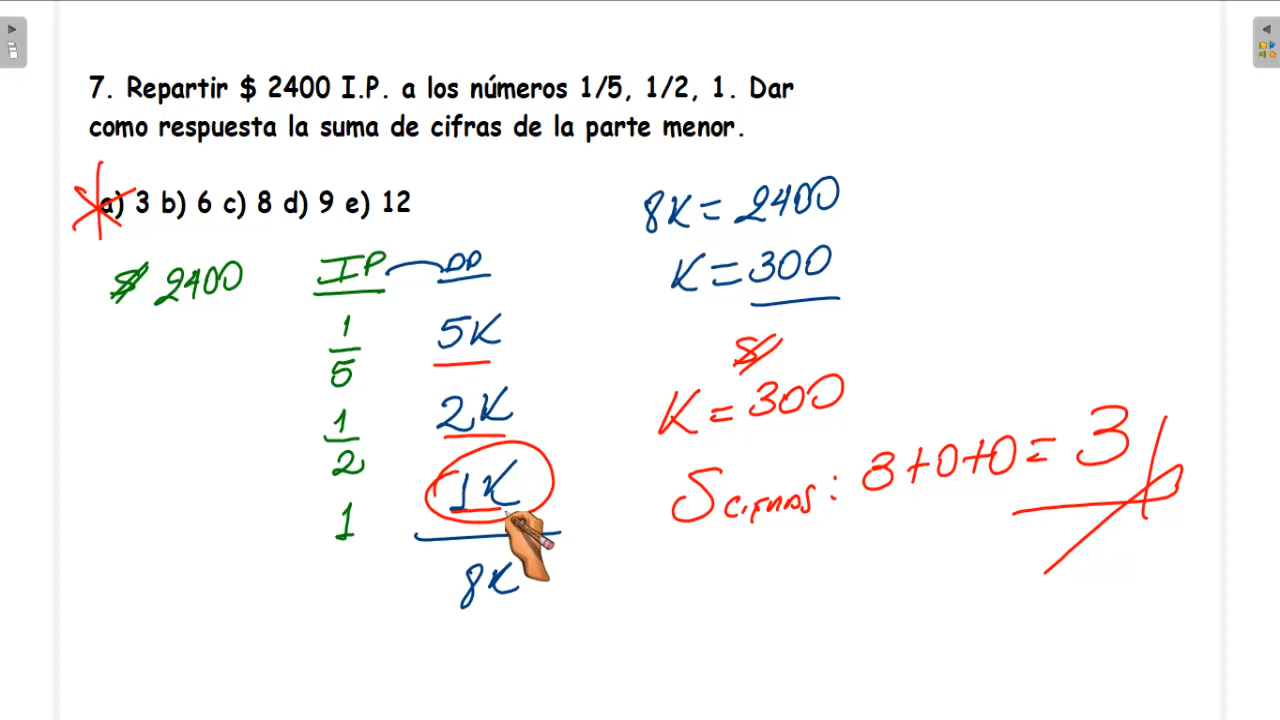 7. Repartir $ 2400 I.P. a los números 1/5, 1/2, 1. Dar
como respuesta la suma de cifras de la parte menor.
a) 3 b) 6 c) 8 d) 9 e) 12
$ 2400
IP DP
1/5 5K
1/2 2K
1 1K
8K
8K = 2400
K = 300
$
K = 300
S cifras: 3+0+0 = 3